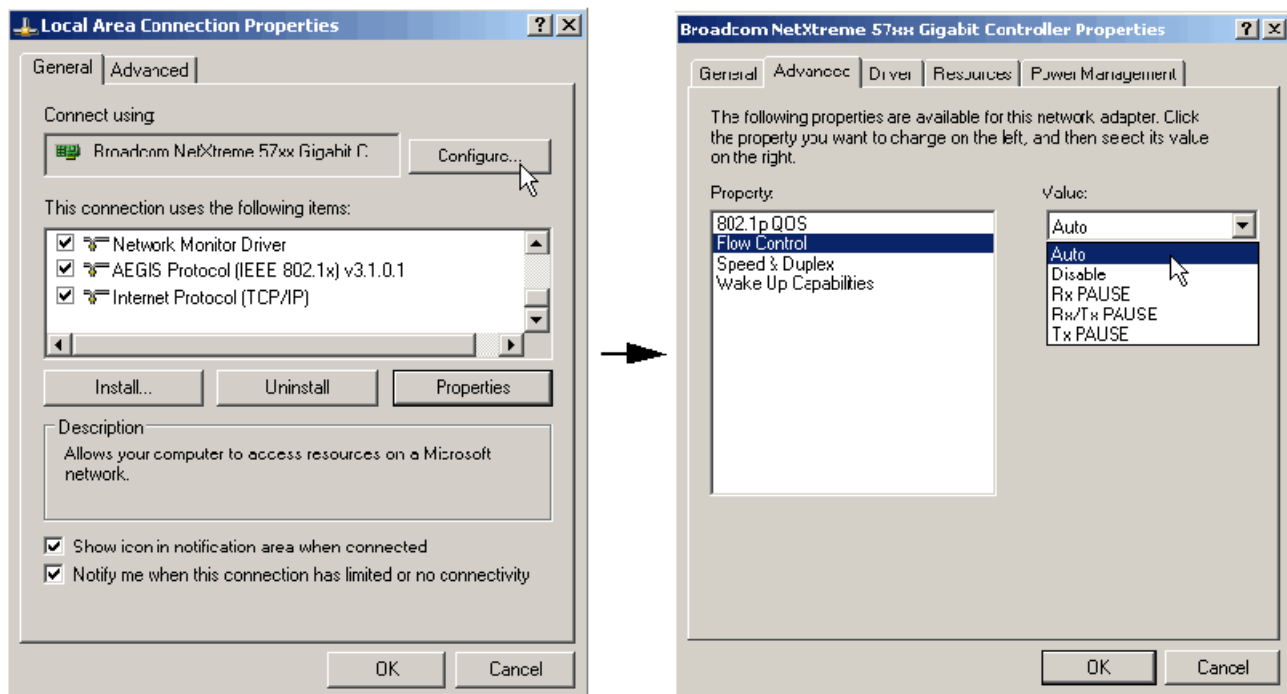 Local Area Connection Properties
General Advanced
Connect using:
Broadcom NetXtreme 57xx Gigabit C
Configure...
This connection uses the following items:
Network Monitor Driver
AEGIS Protocol (IEEE 802.1x) v3.1.0.1
Internet Protocol (TCP/IP)
Install... Uninstall Properties
Description
Allows your computer to access resources on a Microsoft
network.
Show icon in notification area when connected
Notify me when this connection has limited or no connectivity
OK Cancel
Broadcom NetXtreme 57xx Gigabit Controller Properties
General Advanced Driver Resources Power Management
The following properties are available for this network adapter. Click
the property you want to change on the left, and then select its value
on the right.
Property:
802.1p QOS
Flow Control
Speed & Duplex
Wake Up Capabilities
Value:
Auto
Auto
Disable
Rx PAUSE
Rx/Tx PAUSE
Tx PAUSE
OK Cancel